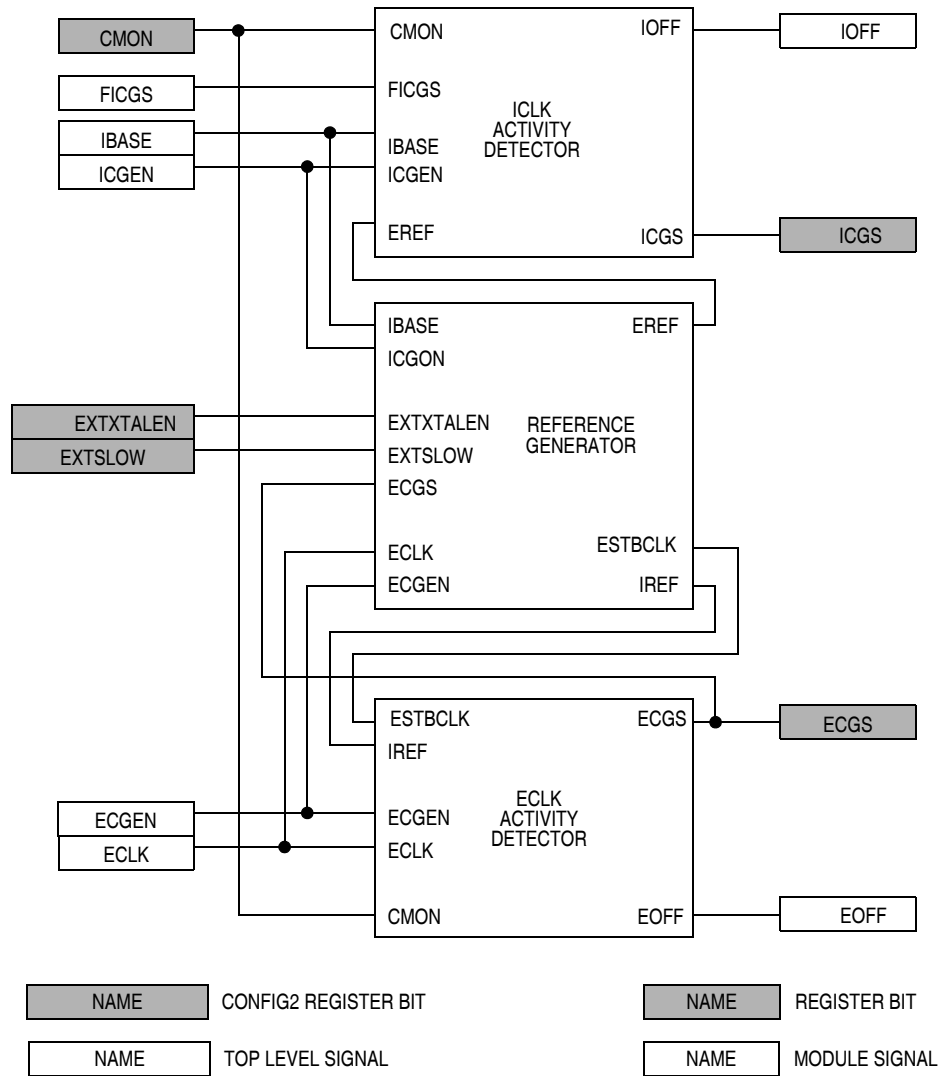 CMON
FICGS
IBASE
ICGEN
CMON
FICGS
IBASE
ICGEN
EREF
ICLK
ACTIVITY
DETECTOR
IOFF
ICGS
IOFF
ICGS
EXTXTALEN
EXTSLOW
IBASE
ICGON
EXTXTALEN
EXTSLOW
ECGS
ECLK
ECGEN
REFERENCE
GENERATOR
EREF
ESTBCLK
IREF
ECGEN
ECLK
ESTBCLK
IREF
ECGEN
ECLK
CMON
ECLK
ACTIVITY
DETECTOR
ECGS
EOFF
ECGS
EOFF
NAME CONFIG2 REGISTER BIT
NAME REGISTER BIT
NAME TOP LEVEL SIGNAL
NAME MODULE SIGNAL